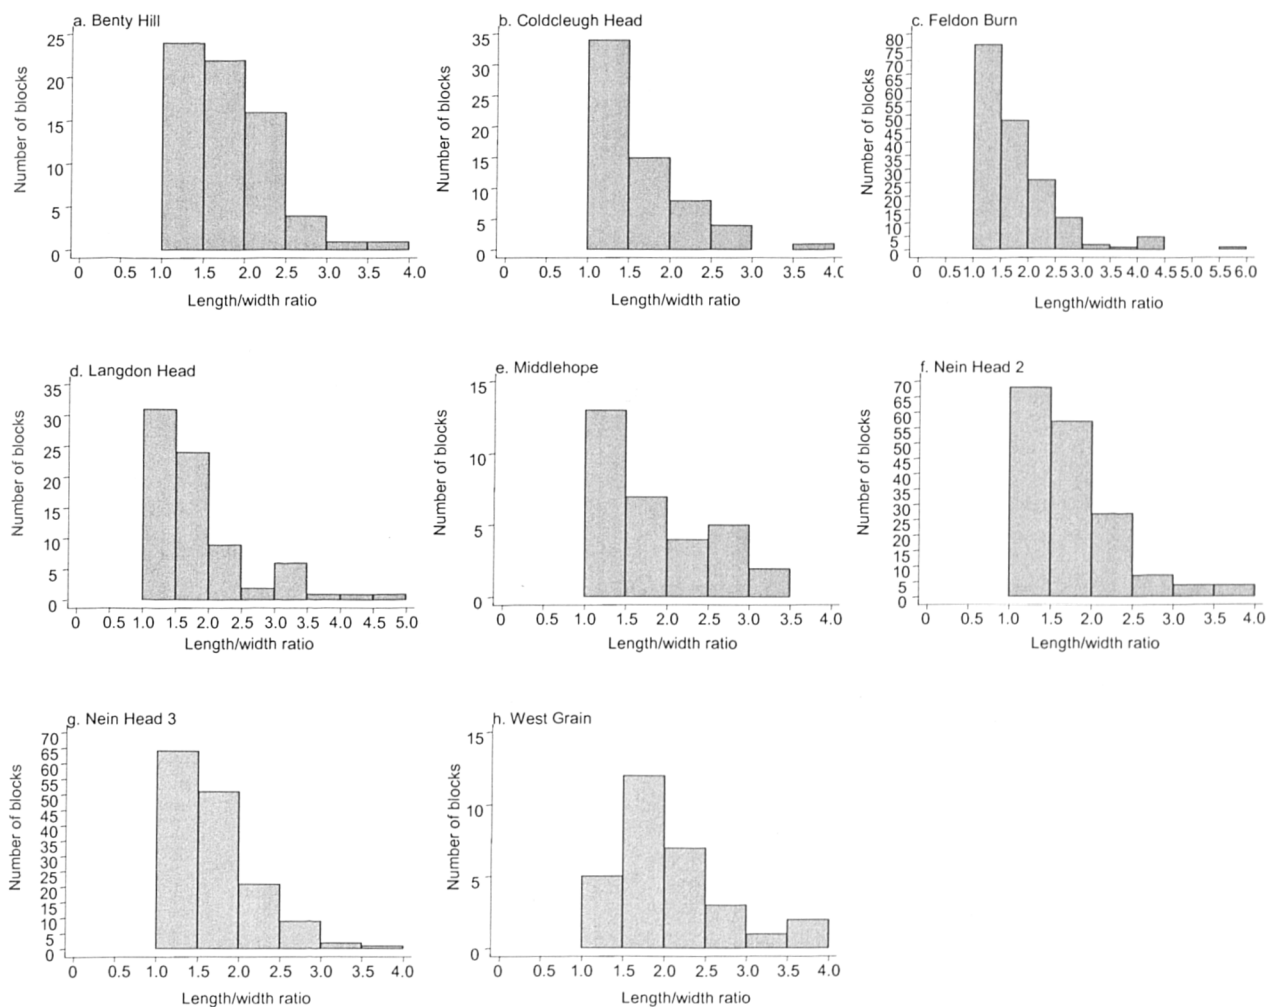 a. Benty Hill
25
20
15
10
5
0
Number of blocks
0 0.5 1.0 1.5 2.0 2.5 3.0 3.5 4.0
Length/width ratio
b. Coldcleugh Head
35
30
25
20
15
10
5
0
Number of blocks
0 0.5 1.0 1.5 2.0 2.5 3.0 3.5 4.0
Length/width ratio
c. Feldon Burn
80
75
70
65
60
55
50
45
40
35
30
25
20
15
10
5
0
Number of blocks
0 0.5 1.0 1.5 2.0 2.5 3.0 3.5 4.0 4.5 5.0 5.5 6.0
Length/width ratio
d. Langdon Head
35
30
25
20
15
10
5
0
Number of blocks
0 0.5 1.0 1.5 2.0 2.5 3.0 3.5 4.0 4.5 5.0
Length/width ratio
e. Middlehope
15
10
5
0
Number of blocks
0 0.5 1.0 1.5 2.0 2.5 3.0 3.5 4.0
Length/width ratio
f. Nein Head 2
70
65
60
55
50
45
40
35
30
25
20
15
10
5
0
Number of blocks
0 0.5 1.0 1.5 2.0 2.5 3.0 3.5 4.0
Length/width ratio
g. Nein Head 3
70
65
60
55
50
45
40
35
30
25
20
15
10
5
0
Number of blocks
0 0.5 1.0 1.5 2.0 2.5 3.0 3.5 4.0
Length/width ratio
h. West Grain
15
10
5
0
Number of blocks
0 0.5 1.0 1.5 2.0 2.5 3.0 3.5 4.0
Length/width ratio